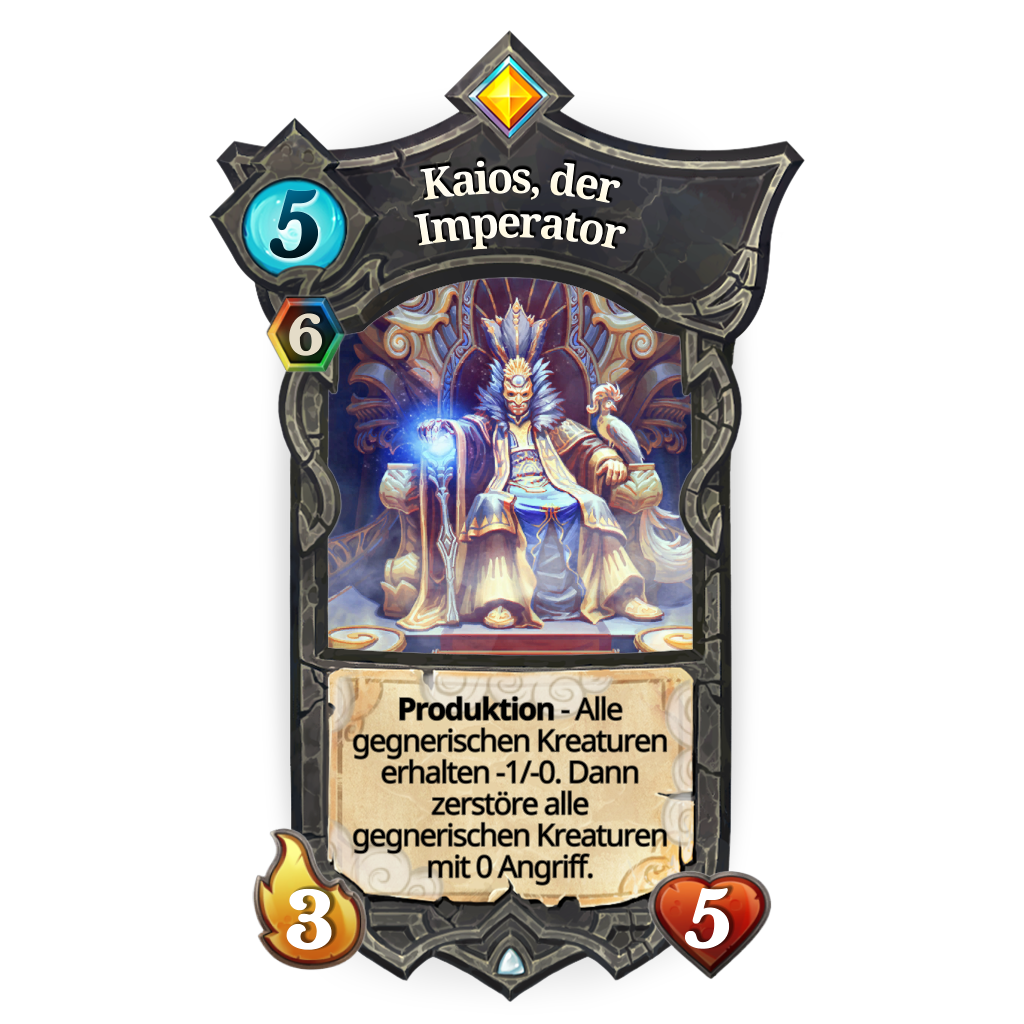 5
Kaios, der
Imperator
6
Produktion - Alle
gegnerischen Kreaturen
erhalten -1/-0. Dann
zerstöre alle
gegnerischen Kreaturen
mit 0 Angriff.
3
5